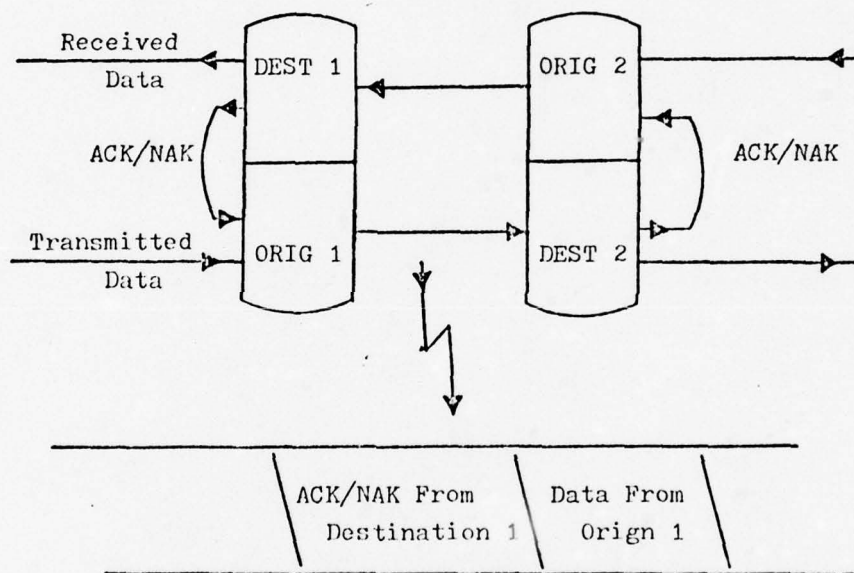 Received
Data
DEST 1
ORIG 2
ACK/NAK
ACK/NAK
Transmitted
Data
ORIG 1
DEST 2
ACK/NAK From
Destination 1
Data From
Orign 1